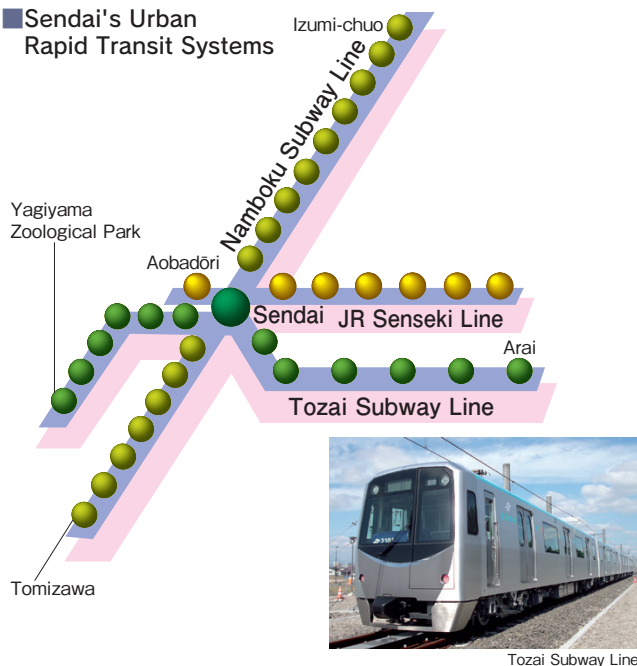 ■Sendai's Urban
Rapid Transit Systems
Izumi-chuo
Namboku Subway Line
Yagiyama
Zoological Park
Aobadōri
Sendai
JR Senseki Line
Arai
Tozai Subway Line
Tomizawa
Tozai Subway Line